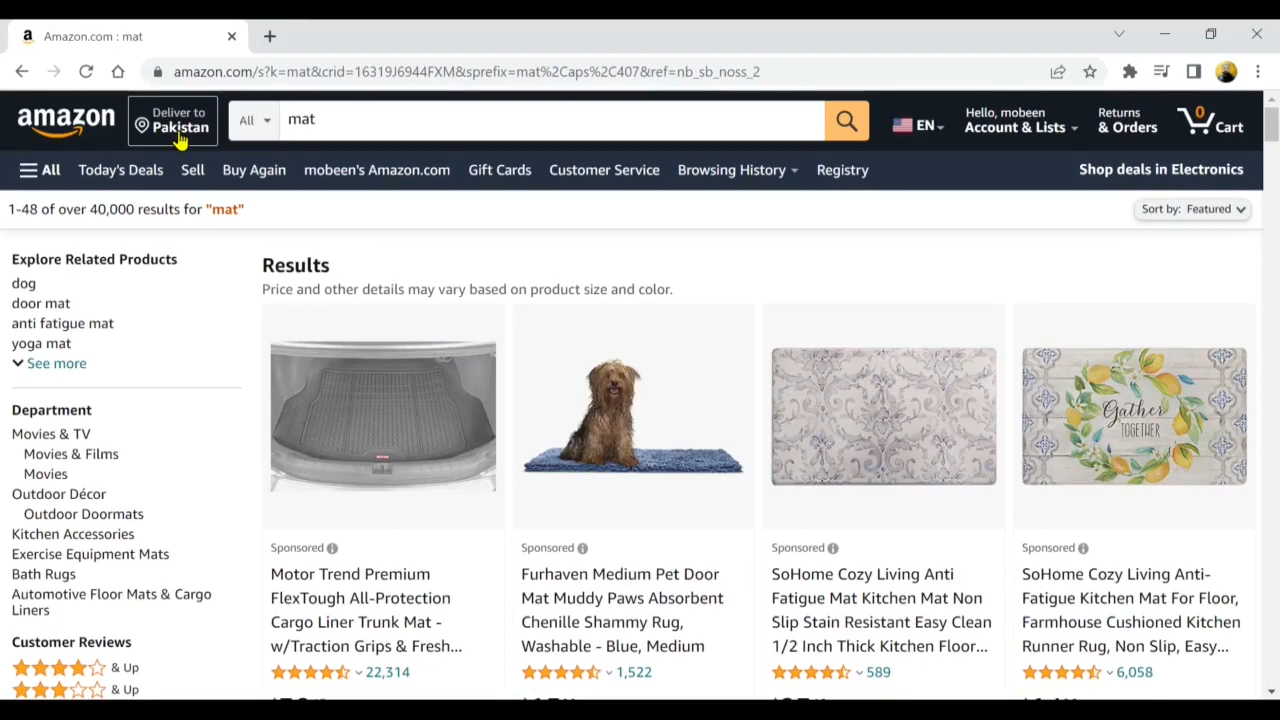 Amazon.com : mat
amazon.com/s?k=mat&crid=16319J6944FXM&sprefix=mat%2Caps%2C407&ref=nb_sb_noss_2
amazon
Deliver to
Pakistan
All
mat
EN
Hello, mobeen
Account & Lists
Returns
& Orders
0
Cart
All
Today's Deals
Sell
Buy Again
mobeen's Amazon.com
Gift Cards
Customer Service
Browsing History
Registry
Shop deals in Electronics
1-48 of over 40,000 results for "mat"
Sort by: Featured
Explore Related Products
dog
door mat
anti fatigue mat
yoga mat
See more
Department
Movies & TV
Movies & Films
Movies
Outdoor Décor
Outdoor Doormats
Kitchen Accessories
Exercise Equipment Mats
Bath Rugs
Automotive Floor Mats & Cargo
Liners
Customer Reviews
& Up
& Up
Results
Price and other details may vary based on product size and color.
Sponsored
Motor Trend Premium
FlexTough All-Protection
Cargo Liner Trunk Mat -
w/Traction Grips & Fresh...
22,314
Sponsored
Furhaven Medium Pet Door
Mat Muddy Paws Absorbent
Chenille Shammy Rug,
Washable - Blue, Medium
1,522
Sponsored
SoHome Cozy Living Anti
Fatigue Mat Kitchen Mat Non
Slip Stain Resistant Easy Clean
1/2 Inch Thick Kitchen Floor...
589
Gather
TOGETHER
Sponsored
SoHome Cozy Living Anti-
Fatigue Kitchen Mat For Floor,
Farmhouse Cushioned Kitchen
Runner Rug, Non Slip, Easy...
6,058